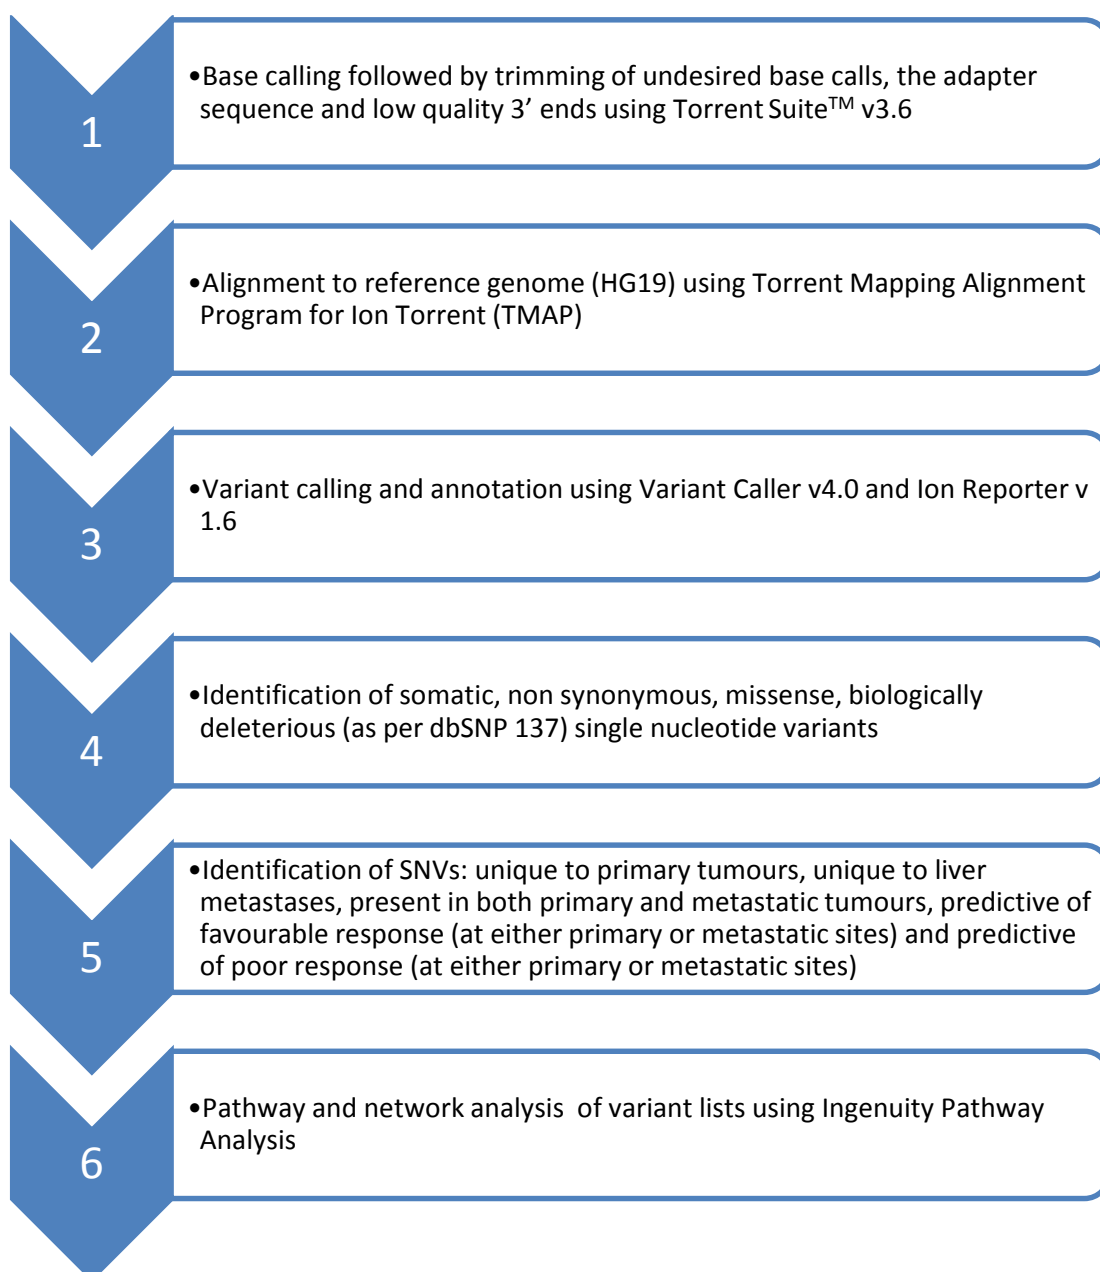 1
•Base calling followed by trimming of undesired base calls, the adapter
sequence and low quality 3’ ends using Torrent Suite™ v3.6
2
•Alignment to reference genome (HG19) using Torrent Mapping Alignment
Program for Ion Torrent (TMAP)
3
•Variant calling and annotation using Variant Caller v4.0 and Ion Reporter v
1.6
4
•Identification of somatic, non synonymous, missense, biologically
deleterious (as per dbSNP 137) single nucleotide variants
5
•Identification of SNVs: unique to primary tumours, unique to liver
metastases, present in both primary and metastatic tumours, predictive of
favourable response (at either primary or metastatic sites) and predictive
of poor response (at either primary or metastatic sites)
6
•Pathway and network analysis of variant lists using Ingenuity Pathway
Analysis